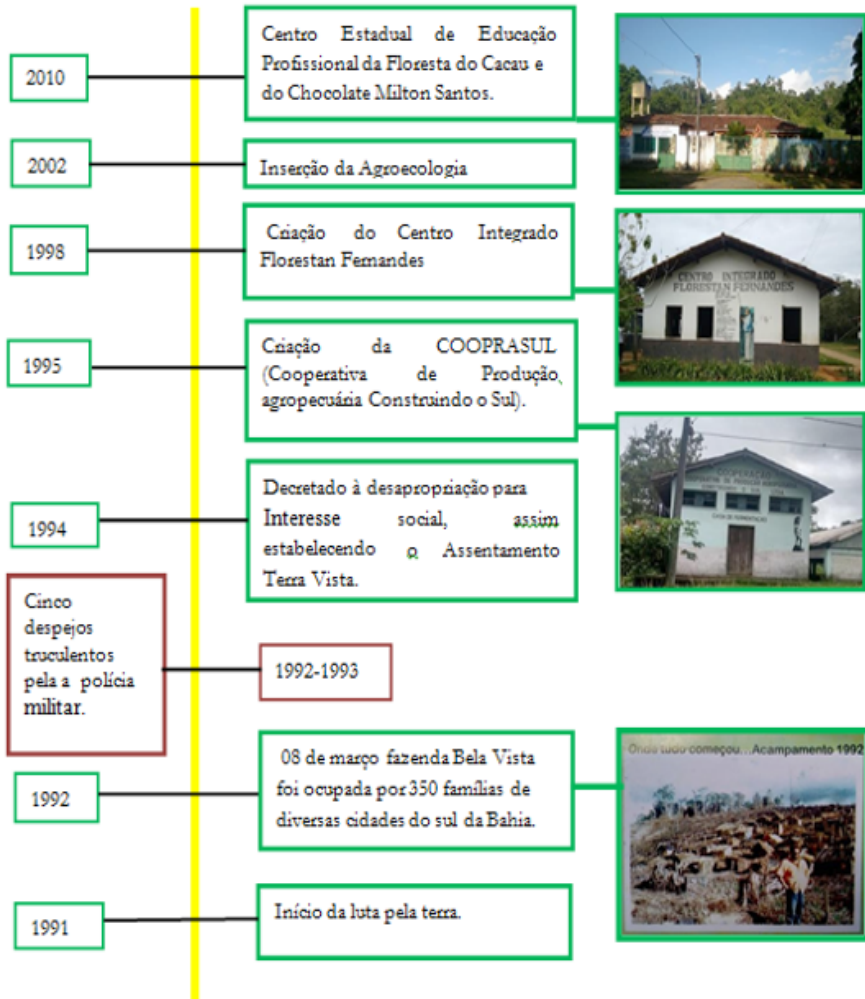 2010
Centro Estadual de Educação
Profissional da Floresta do Cacau e
do Chocolate Milton Santos.
2002
Inserção da Agroecologia
1998
Criação do Centro Integrado
Florestan Fernandes
CENTRO INTEGRADO
FLORESTAN FERNANDES
1995
Criação da COOPRASUL
(Cooperativa de Produção,
agropecuária Construindo o Sul).
1994
Decretado à desapropriação para
Interesse social, assim
estabelecendo o Assentamento
Terra Vista.
Cinco
despejos
truculentos
pela a polícia
militar.
1992-1993
1992
08 de março fazenda Bela Vista
foi ocupada por 350 famílias de
diversas cidades do sul da Bahia.
Onde tudo começou...Acampamento 1992
1991
Início da luta pela terra.